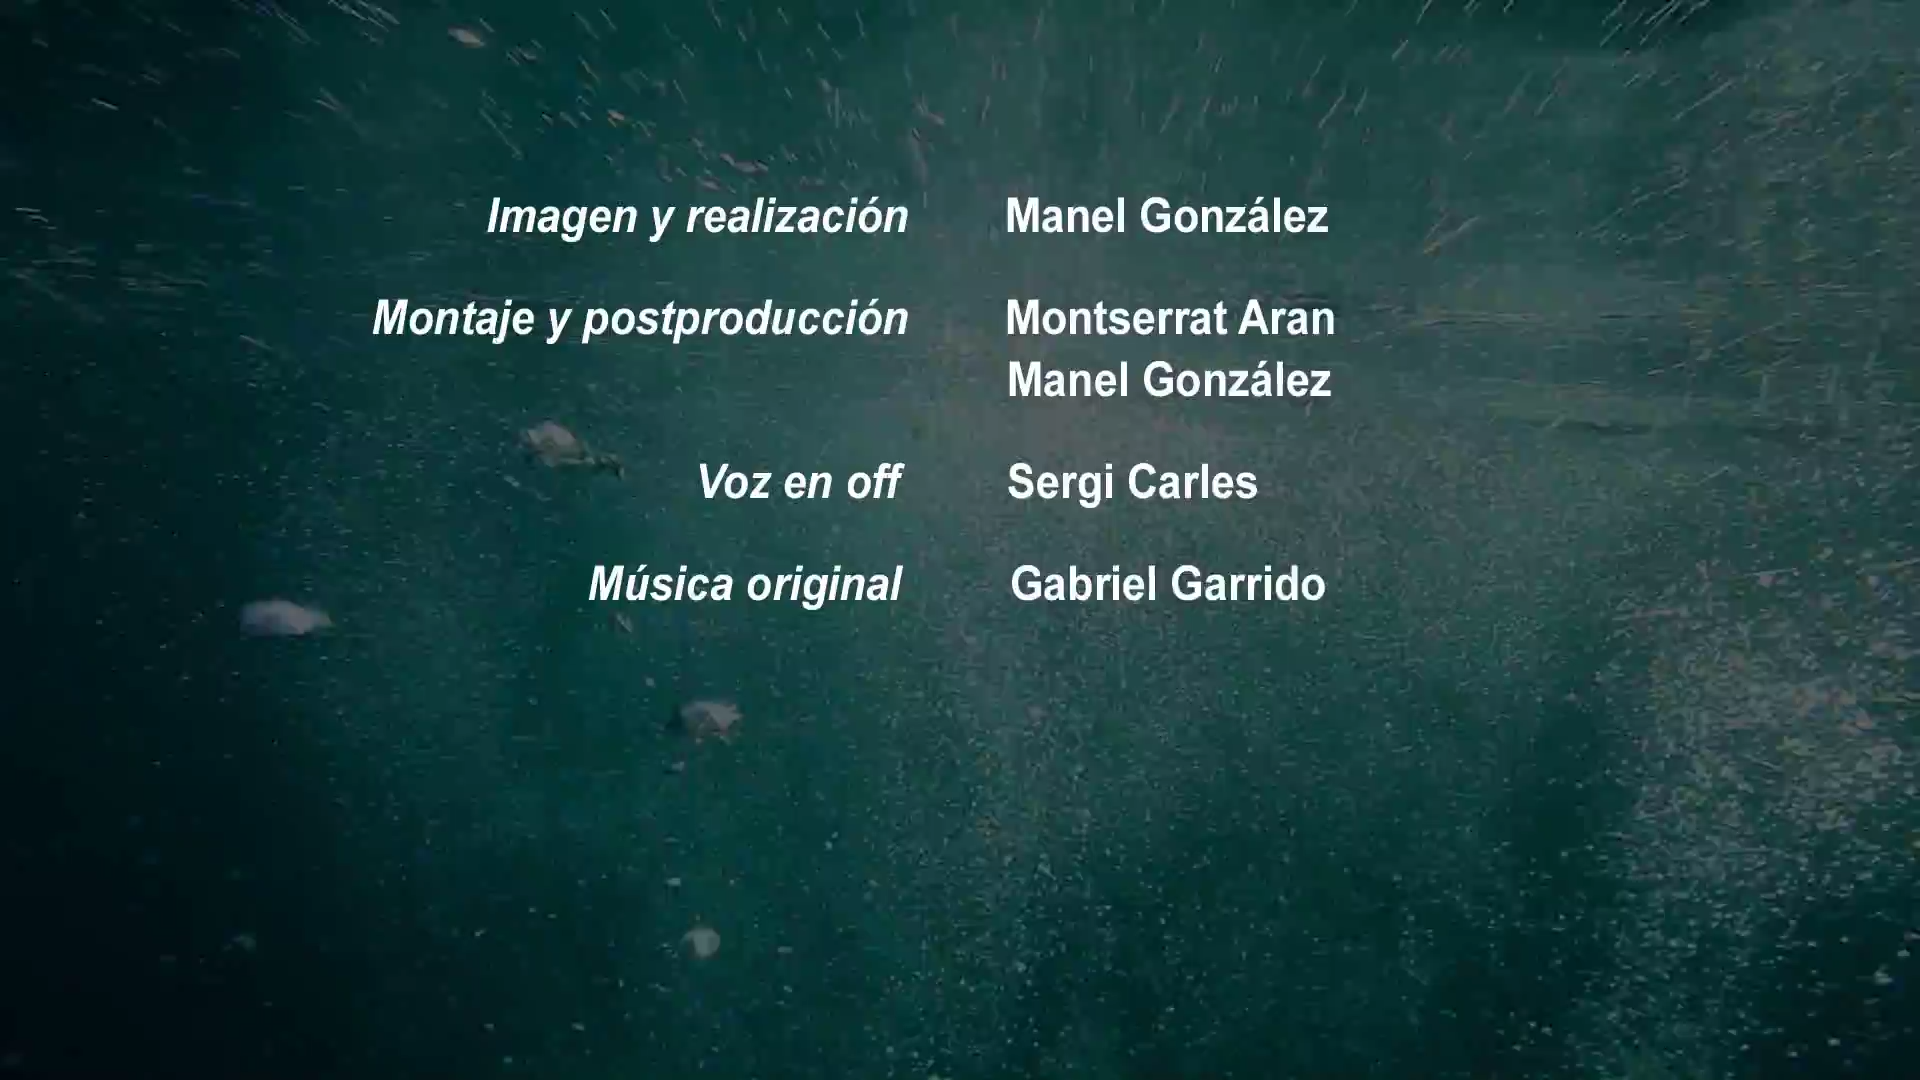 Imagen y realización Manel González
Montaje y postproducción Montserrat Aran
Manel González
Voz en off Sergi Carles
Música original Gabriel Garrido